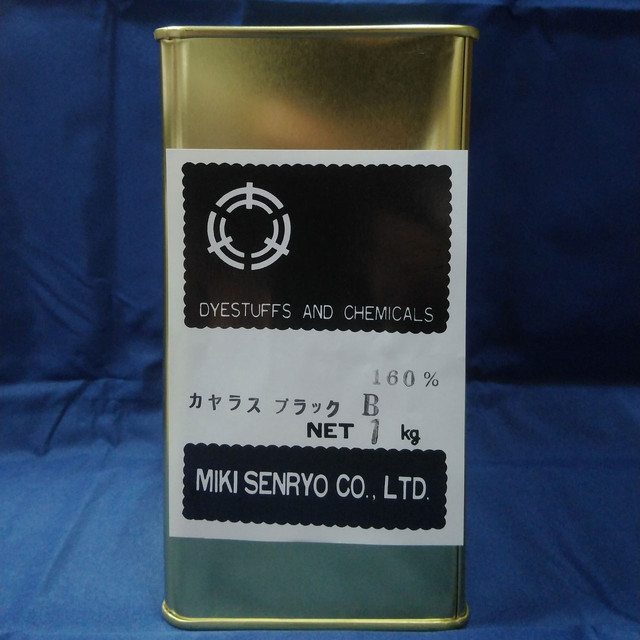 DYESTUFFS AND CHEMICALS
160%
カヤラス ブラック B
NET 1 kg
MIKI SENRYO CO., LTD.